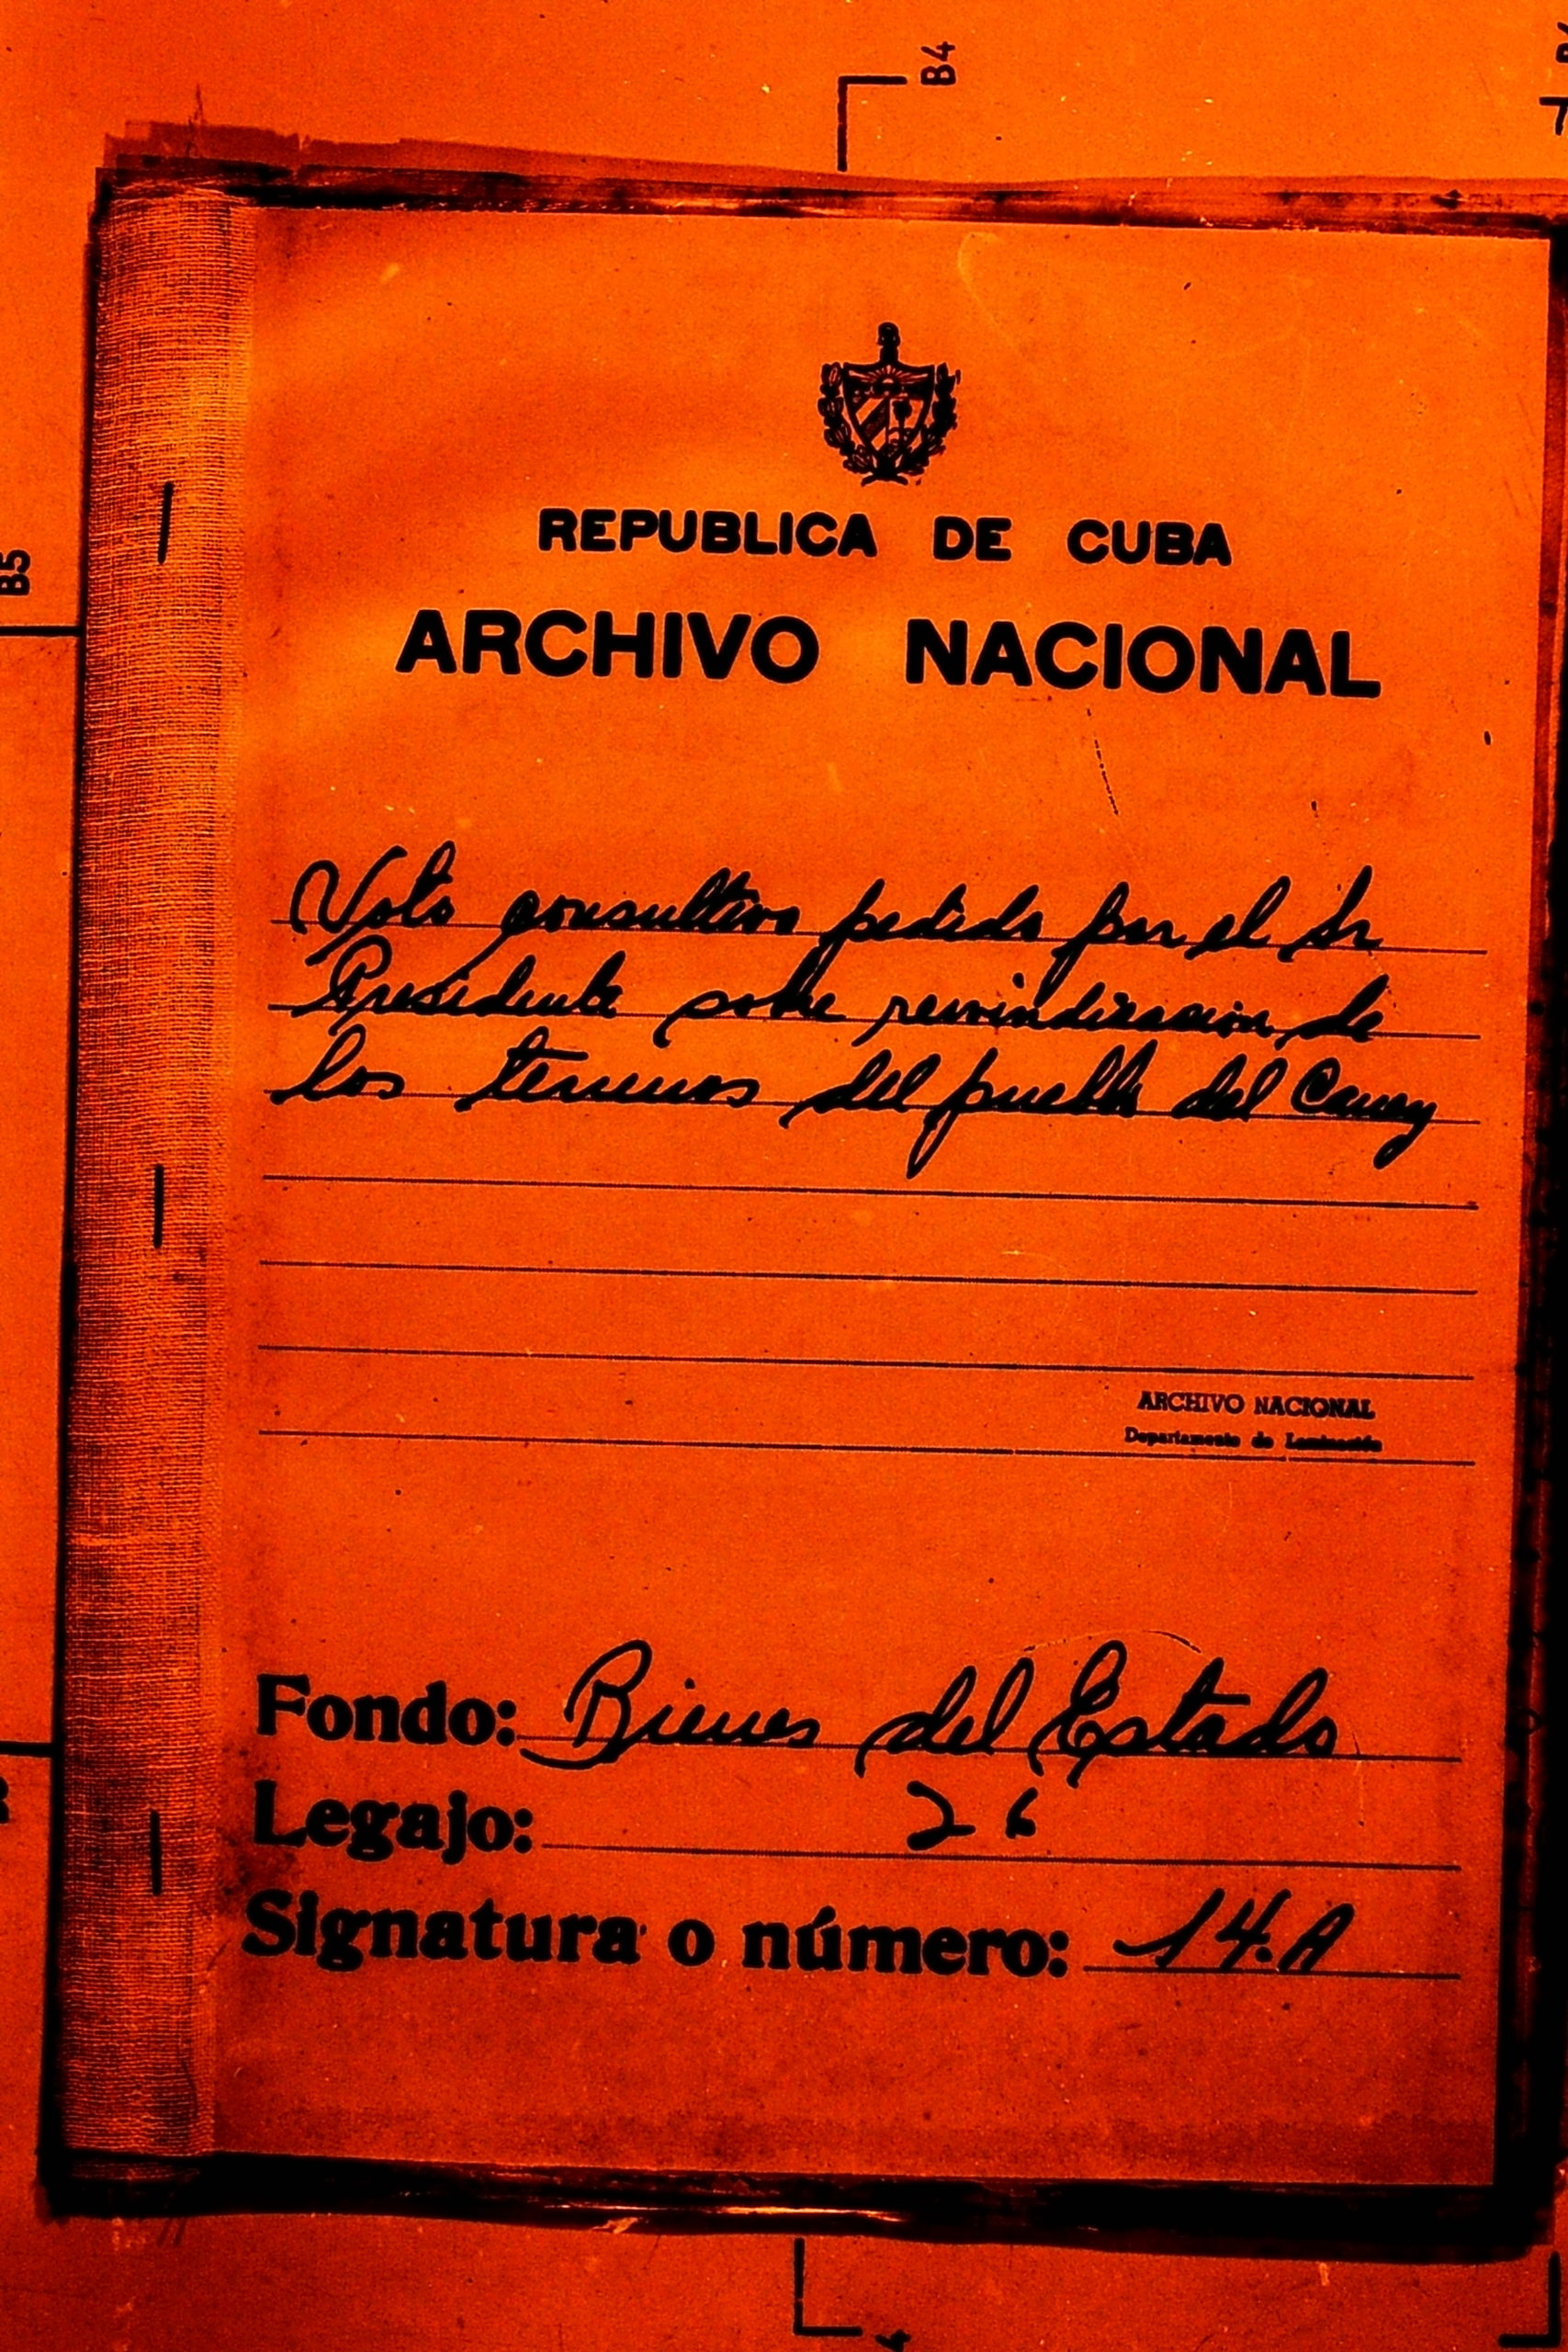 B4
B5
REPUBLICA DE CUBA
ARCHIVO NACIONAL
Voto consultivo pedido por el Sr
Presidente sobre reivindicacion de
los terrenos del pueblo del Caney
ARCHIVO NACIONAL
Departamento de Laminación
Fondo: Bienes del Estado
Legajo: 26
Signatura o número: 14.A